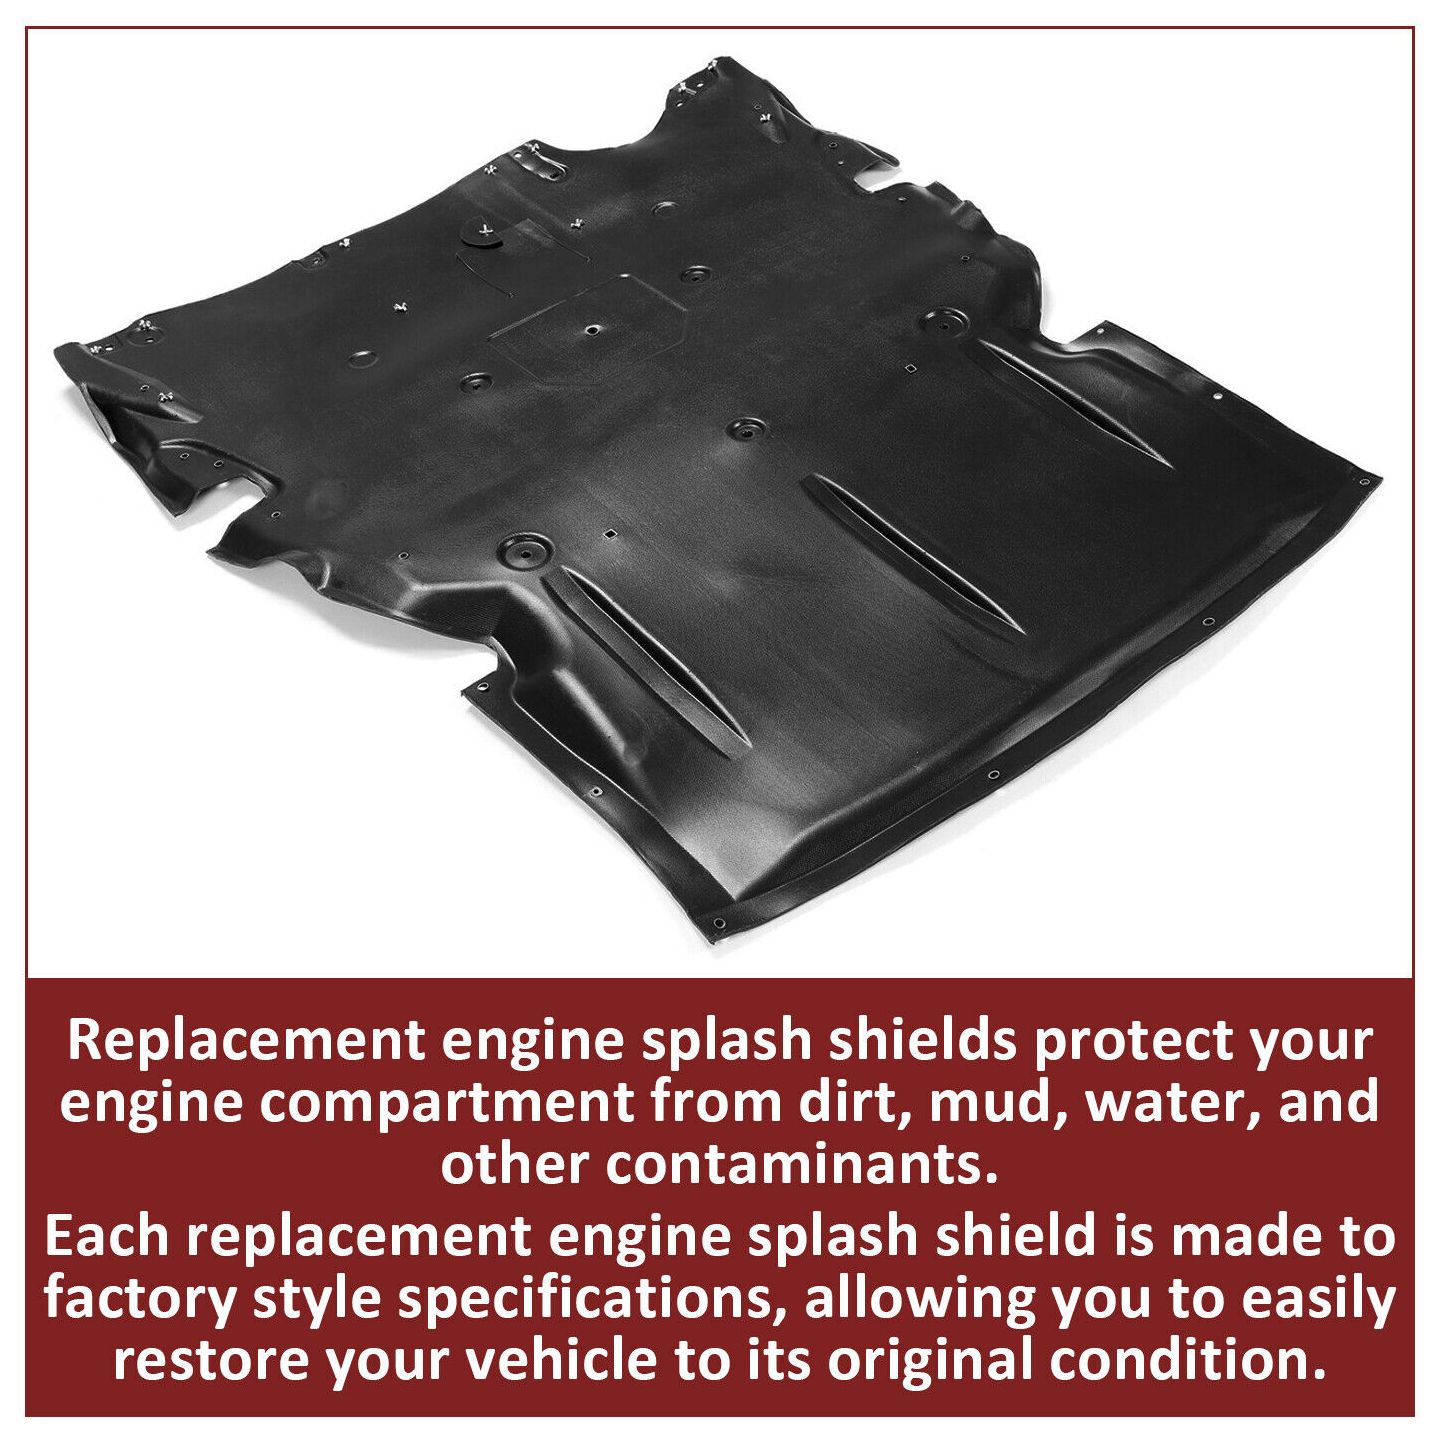 Replacement engine splash shields protect your
engine compartment from dirt, mud, water, and
other contaminants.
Each replacement engine splash shield is made to
factory style specifications, allowing you to easily
restore your vehicle to its original condition.